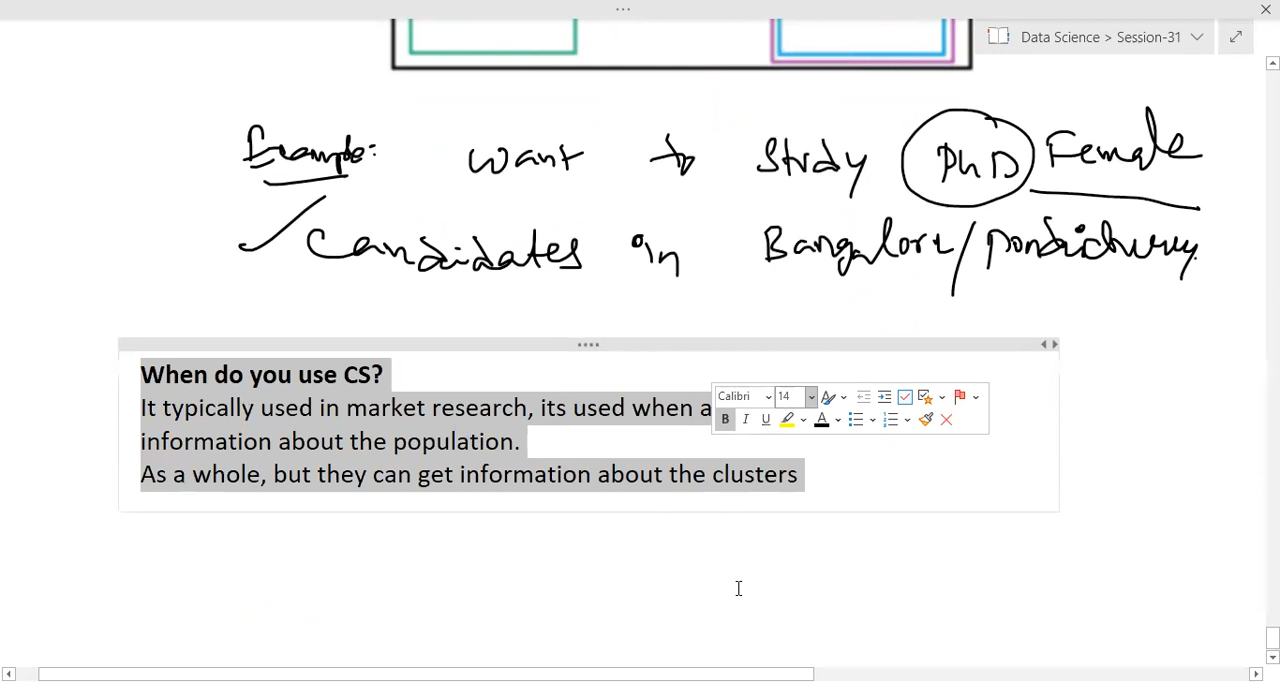 Data Science > Session-31
Example: want to Study PhD Female
Candidates in Bangalore/pondicherry.
When do you use CS?
It typically used in market research, its used when a
Calibri 14
information about the population.
B I U A
As a whole, but they can get information about the clusters